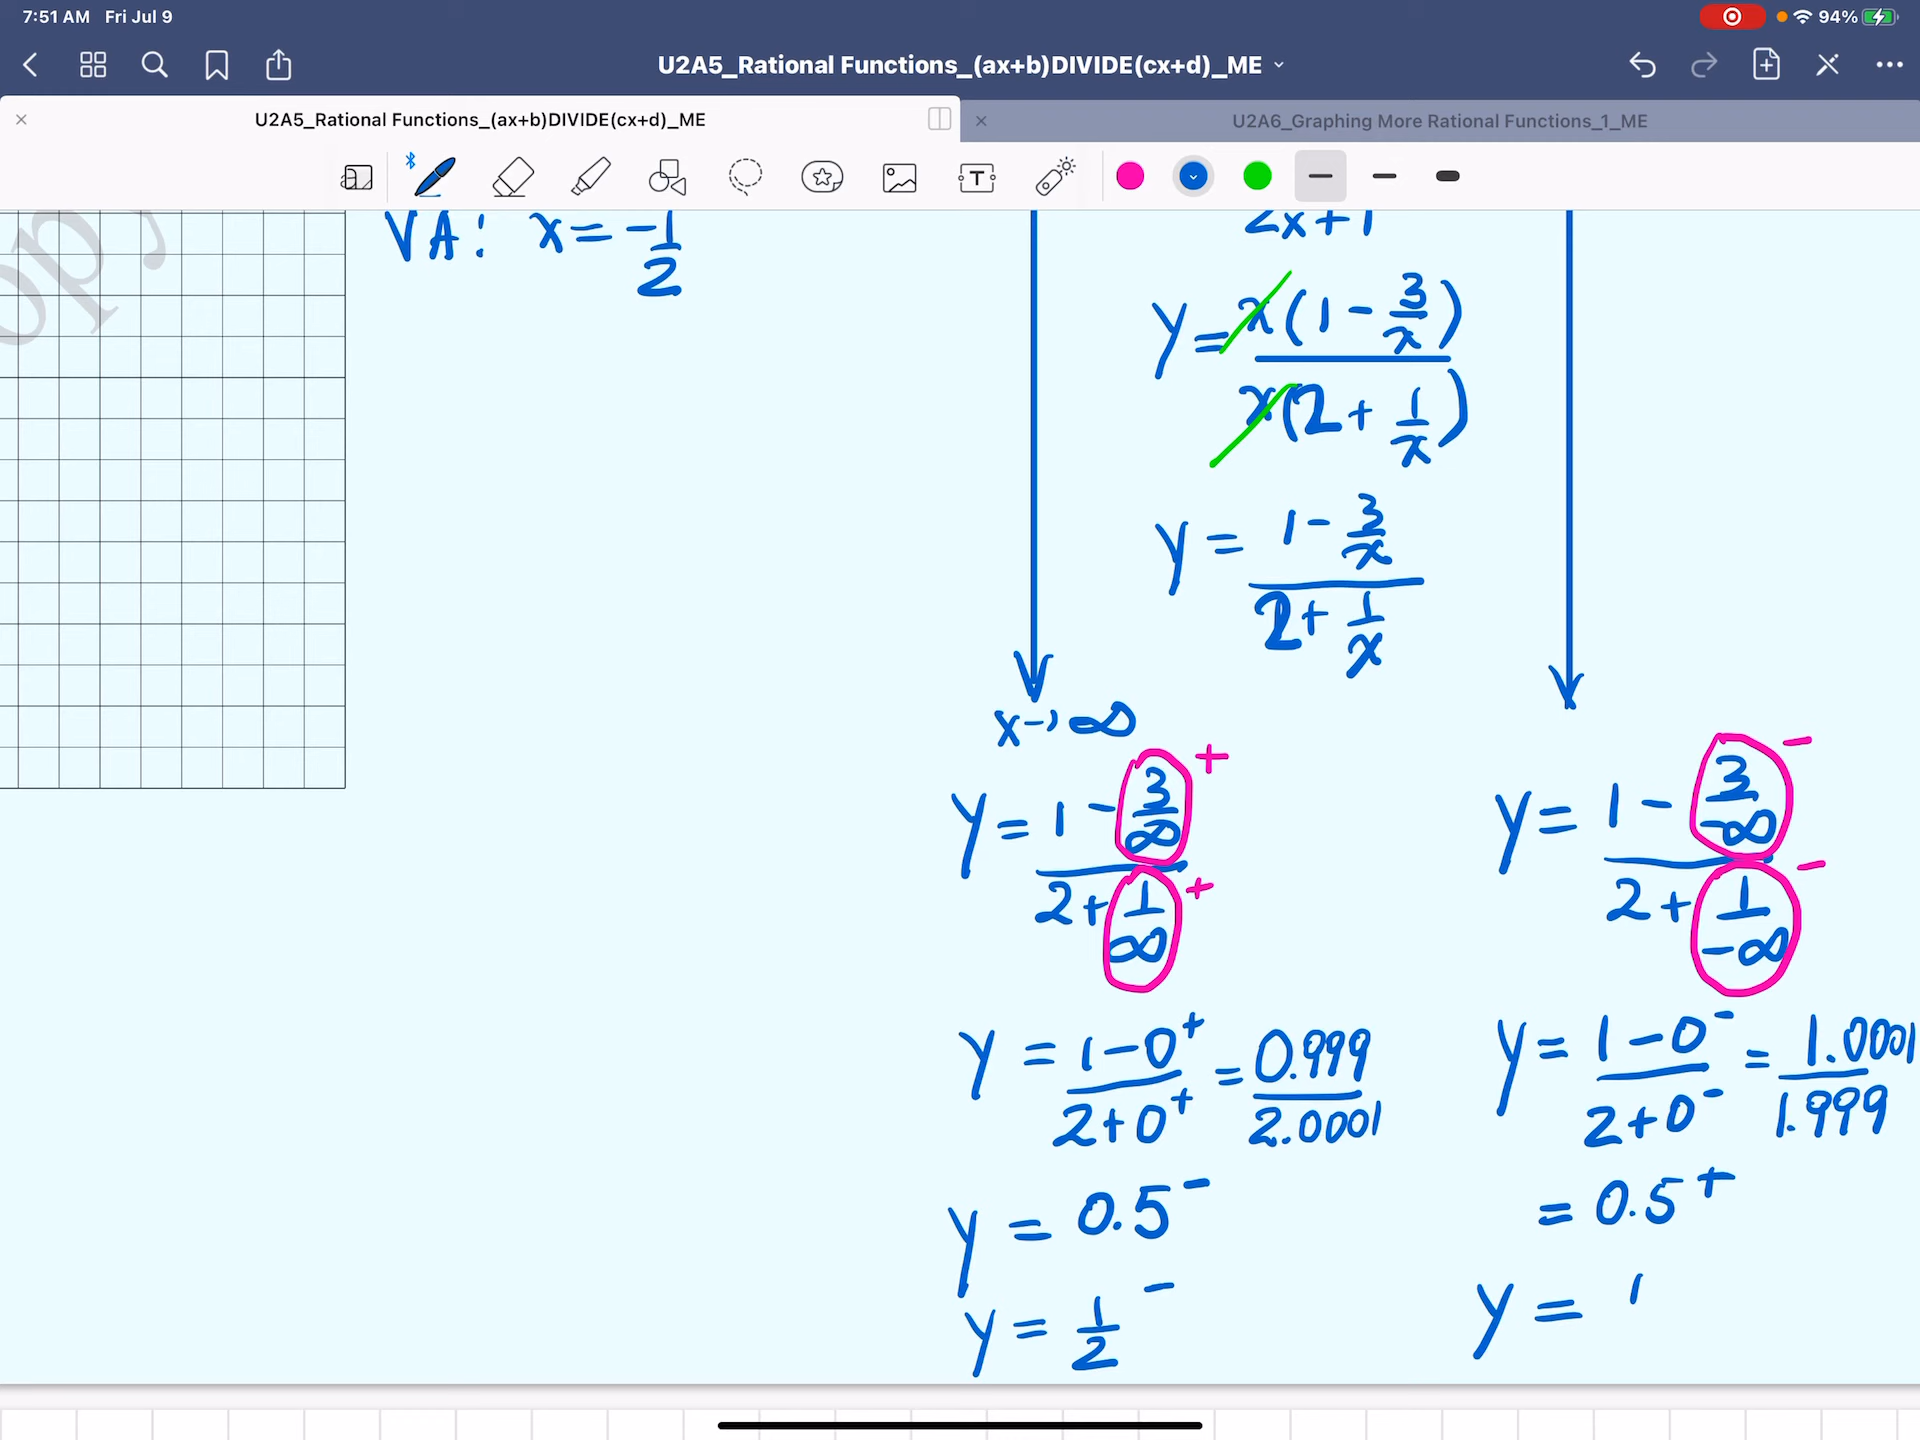 7:51 AM Fri Jul 9
94%
U2A5_Rational Functions_(ax+b)DIVIDE(cx+d)_ME
U2A5_Rational Functions_(ax+b)DIVIDE(cx+d)_ME
U2A6_Graphing More Rational Functions_1_ME
VA: x = -1/2
2x+1
y = x(1 - 3/x) / x(2 + 1/x)
y = (1 - 3/x) / (2 + 1/x)
x → ∞
y = (1 - 3/∞) / (2 + 1/∞)
+
+
y = (1 - 0⁺) / (2 + 0⁺) = 0.999 / 2.0001
y = 0.5⁻
y = 1/2 ⁻
y = (1 - 3/-∞) / (2 + 1/-∞)
-
-
y = (1 - 0⁻) / (2 + 0⁻) = 1.0001 / 1.999
= 0.5⁺
y = 1